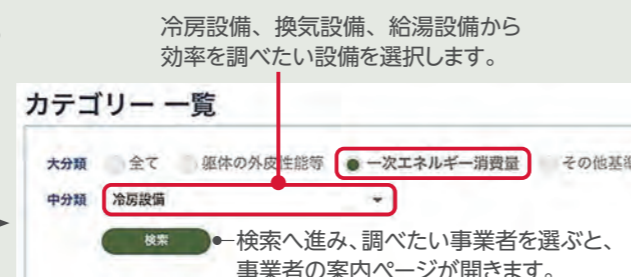 冷房設備、換気設備、給湯設備から
効率を調べたい設備を選択します。
カテゴリー 一覧
大分類 全て 躯体の外皮性能等 一次エネルギー消費量 その他基準
中分類 冷房設備
検索
検索へ進み、調べたい事業者を選ぶと、
事業者の案内ページが開きます。